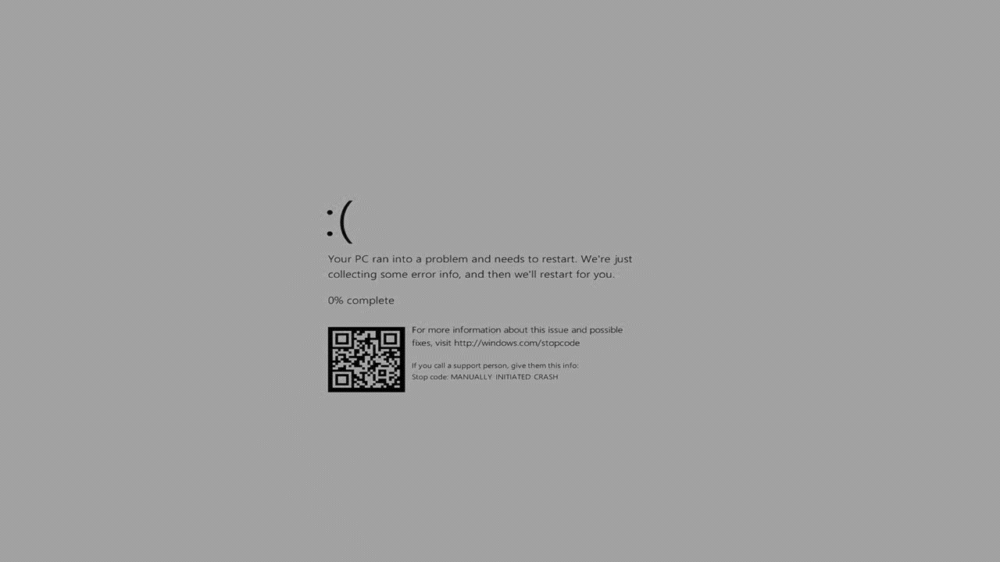 :(
Your PC ran into a problem and needs to restart. We're just
collecting some error info, and then we'll restart for you.
0% complete
For more information about this issue and possible
fixes, visit http://windows.com/stopcode
If you call a support person, give them this info:
Stop code: MANUALLY INITIATED CRASH